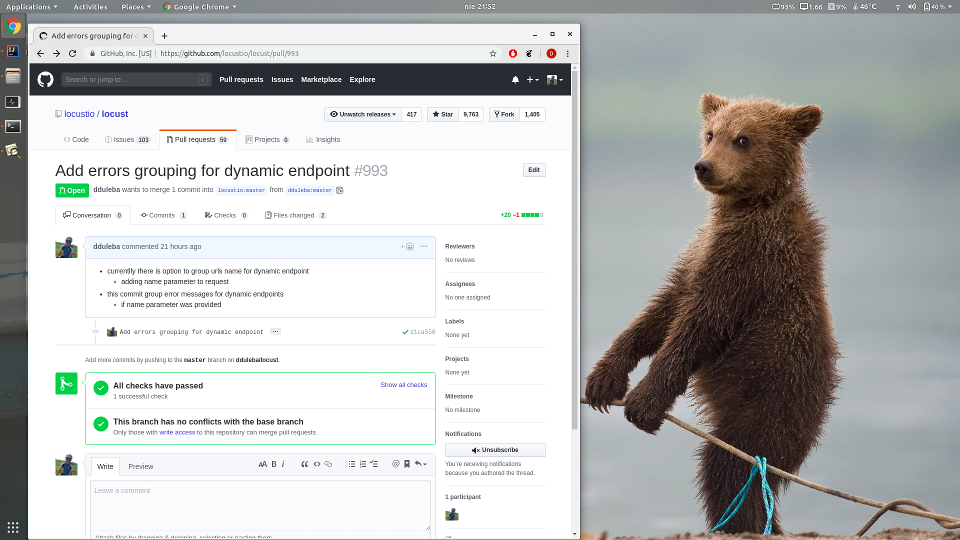 Applications Activities Places Google Chrome nie 21:52 93% 1.66 9% 46°C 40%
Add errors grouping for d
GitHub, Inc. [US] https://github.com/locustio/locust/pull/993
Search or jump to... / Pull requests Issues Marketplace Explore
locustio / locust Unwatch releases 417 Star 9,763 Fork 1,405
Code Issues 103 Pull requests 59 Projects 0 Insights
Add errors grouping for dynamic endpoint #993 Edit
Open dduleba wants to merge 1 commit into locustio:master from dduleba:master
Conversation 0 Commits 1 Checks 0 Files changed 2 +20 −1
dduleba commented 21 hours ago
currently there is option to group urls name for dynamic endpoint
adding name parameter to request
this commit group error messages for dynamic endpoints
if name parameter was provided
Add errors grouping for dynamic endpoint
Add more commits by pushing to the master branch on dduleba/locust.
All checks have passed Show all checks
1 successful check
This branch has no conflicts with the base branch
Only those with write access to this repository can merge pull requests.
Write Preview AA B i
Leave a comment
Attach files by dragging & dropping, selecting or pasting them.
Reviewers
No reviews
Assignees
No one assigned
Labels
None yet
Projects
None yet
Milestone
No milestone
Notifications
Unsubscribe
You're receiving notifications
because you authored the thread.
1 participant